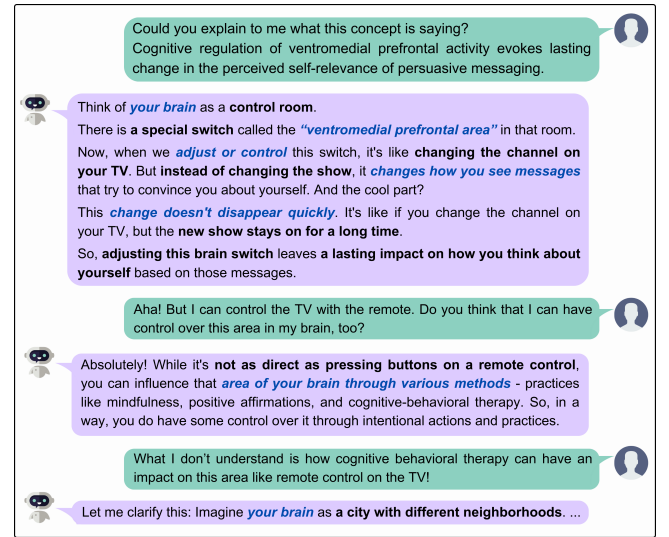 Could you explain to me what this concept is saying?
Cognitive regulation of ventromedial prefrontal activity evokes lasting
change in the perceived self-relevance of persuasive messaging.
Think of your brain as a control room.
There is a special switch called the “ventromedial prefrontal area” in that room.
Now, when we adjust or control this switch, it's like changing the channel on
your TV. But instead of changing the show, it changes how you see messages
that try to convince you about yourself. And the cool part?
This change doesn't disappear quickly. It's like if you change the channel on
your TV, but the new show stays on for a long time.
So, adjusting this brain switch leaves a lasting impact on how you think about
yourself based on those messages.
Aha! But I can control the TV with the remote. Do you think that I can have
control over this area in my brain, too?
Absolutely! While it's not as direct as pressing buttons on a remote control,
you can influence that area of your brain through various methods - practices
like mindfulness, positive affirmations, and cognitive-behavioral therapy. So, in a
way, you do have some control over it through intentional actions and practices.
What I don’t understand is how cognitive behavioral therapy can have an
impact on this area like remote control on the TV!
Let me clarify this: Imagine your brain as a city with different neighborhoods. ...